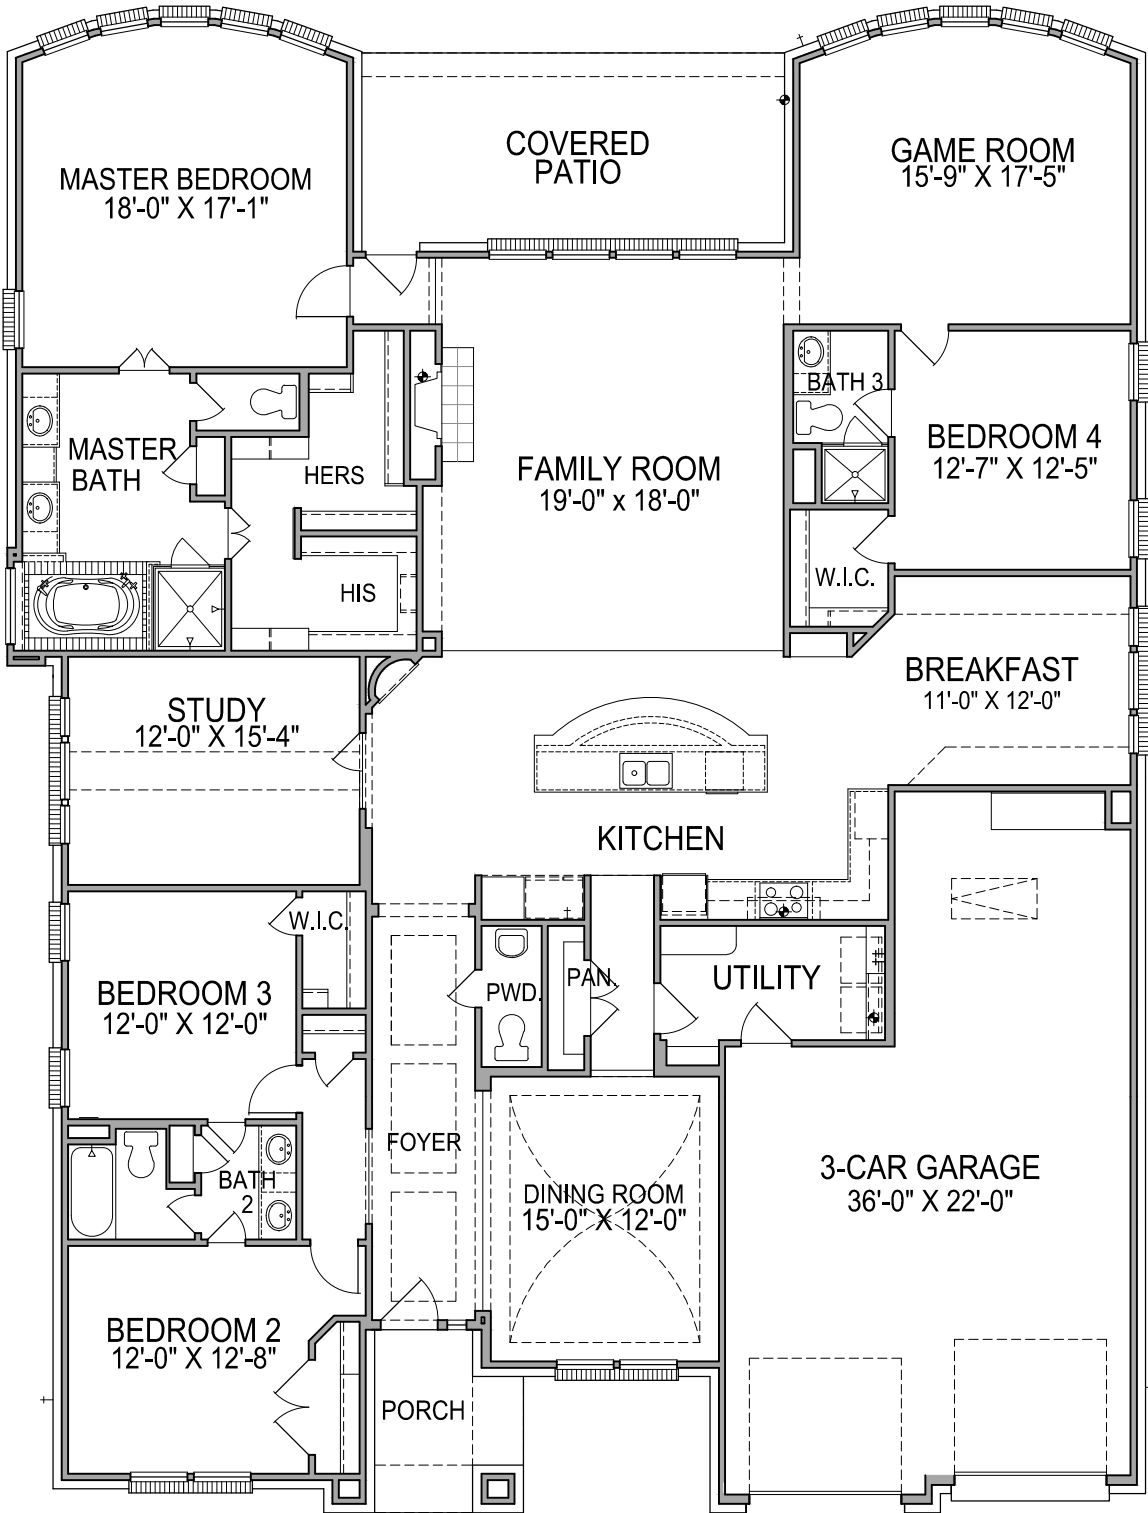 COVERED
PATIO
GAME ROOM
15'-9" X 17'-5"
MASTER BEDROOM
18'-0" X 17'-1"
BATH 3
BEDROOM 4
12'-7" X 12'-5"
MASTER
BATH
HERS
FAMILY ROOM
19'-0" x 18'-0"
W.I.C.
HIS
BREAKFAST
11'-0" X 12'-0"
STUDY
12'-0" X 15'-4"
KITCHEN
W.I.C.
BEDROOM 3
12'-0" X 12'-0"
PWD.
PAN.
UTILITY
FOYER
BATH
2
DINING ROOM
15'-0" X 12'-0"
3-CAR GARAGE
36'-0" X 22'-0"
BEDROOM 2
12'-0" X 12'-8"
PORCH